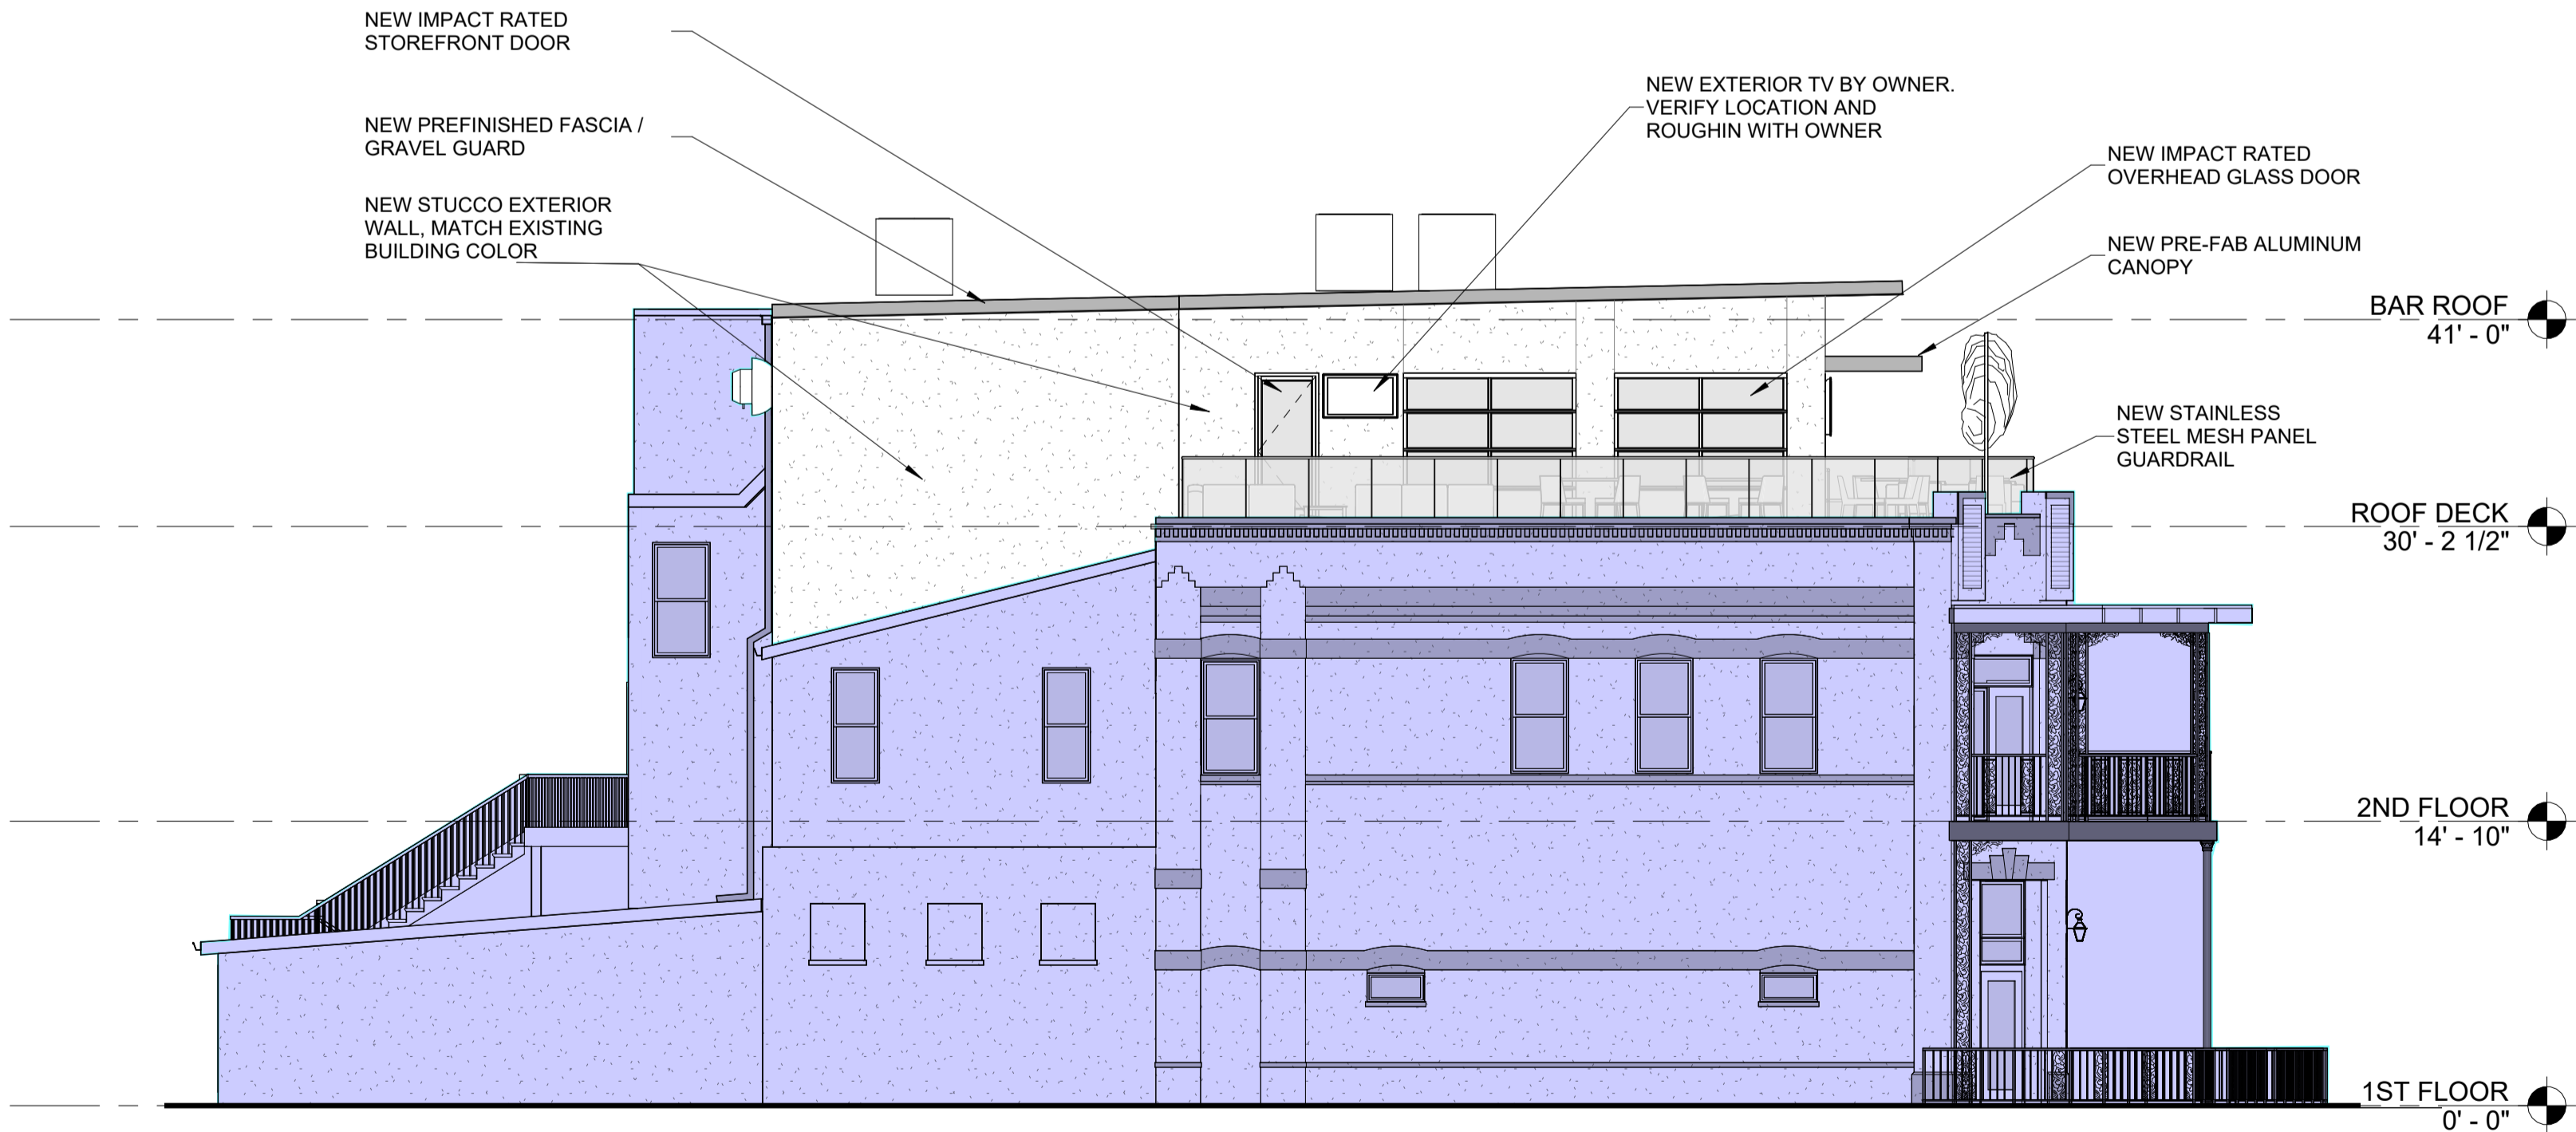 NEW IMPACT RATED
STOREFRONT DOOR
NEW PREFINISHED FASCIA /
GRAVEL GUARD
NEW STUCCO EXTERIOR
WALL, MATCH EXISTING
BUILDING COLOR
NEW EXTERIOR TV BY OWNER.
VERIFY LOCATION AND
ROUGHIN WITH OWNER
NEW IMPACT RATED
OVERHEAD GLASS DOOR
NEW PRE-FAB ALUMINUM
CANOPY
BAR ROOF
41' - 0"
NEW STAINLESS
STEEL MESH PANEL
GUARDRAIL
ROOF DECK
30' - 2 1/2"
2ND FLOOR
14' - 10"
1ST FLOOR
0' - 0"